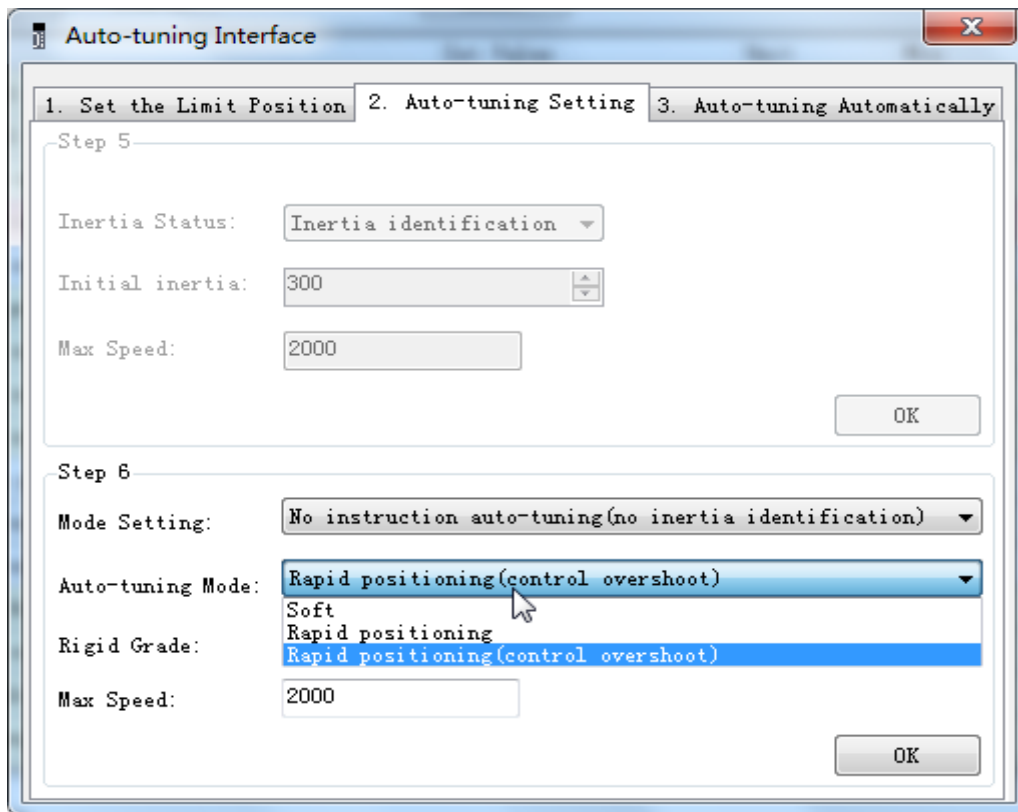 Auto-tuning Interface
1. Set the Limit Position 2. Auto-tuning Setting 3. Auto-tuning Automatically
Step 5
Inertia Status: Inertia identification
Initial inertia: 300
Max Speed: 2000
OK
Step 6
Mode Setting: No instruction auto-tuning(no inertia identification)
Auto-tuning Mode: Rapid positioning(control overshoot)
Soft
Rapid positioning
Rigid Grade: Rapid positioning(control overshoot)
Max Speed: 2000
OK